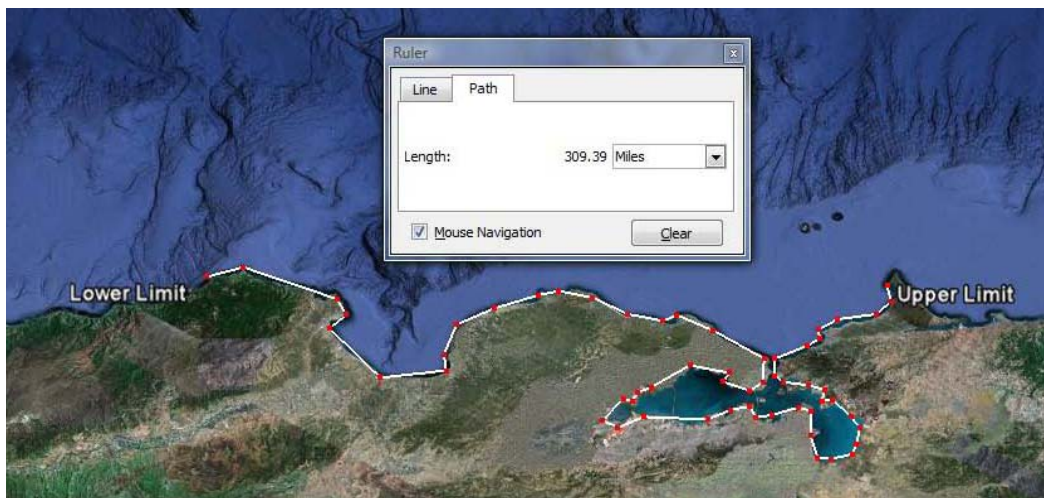 Ruler
Line Path
Length: 309.39 Miles
Mouse Navigation Clear
Lower Limit
Upper Limit